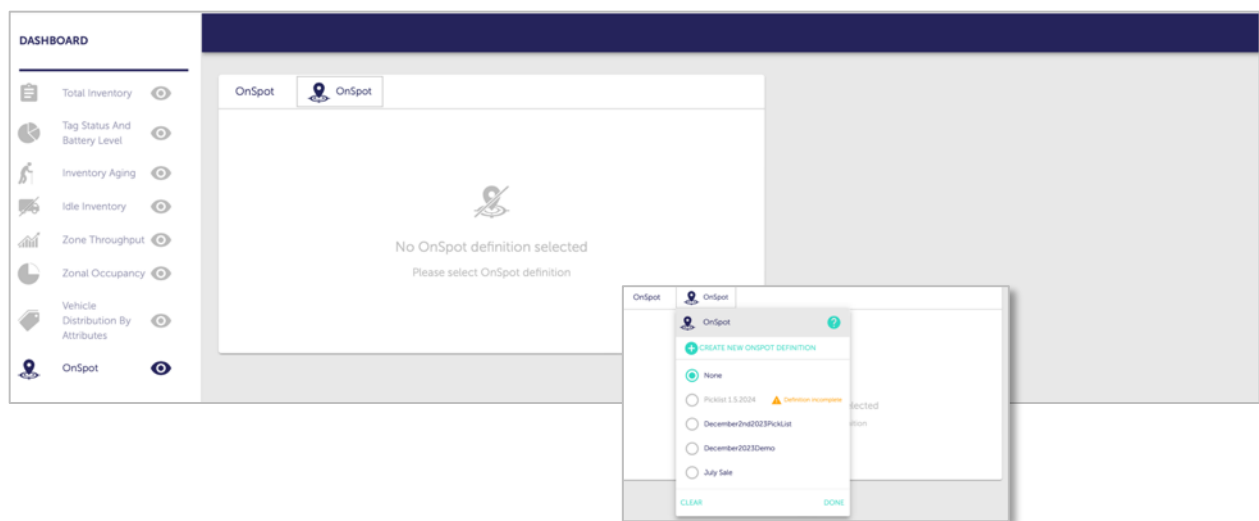 DASHBOARD
Total Inventory
Tag Status And
Battery Level
Inventory Aging
Idle Inventory
Zone Throughput
Zonal Occupancy
Vehicle
Distribution By
Attributes
OnSpot
OnSpot OnSpot
No OnSpot definition selected
Please select OnSpot definition
OnSpot OnSpot
OnSpot ?
CREATE NEW ONSPOT DEFINITION
None
Picklist 1.5.2024 Definition incomplete
December2nd2023PickList
December2023Demo
July Sale
CLEAR DONE
elected
nition